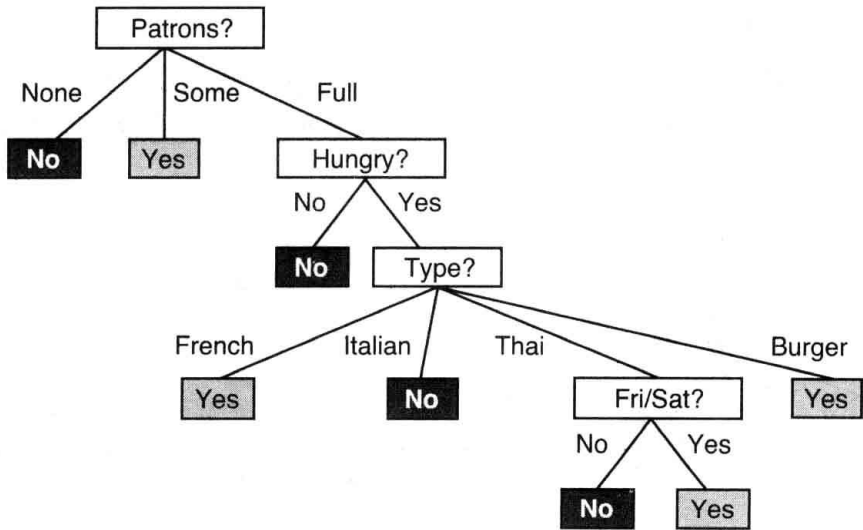 Patrons?
None Some Full
No Yes Hungry?
No Yes
No Type?
French Italian Thai Burger
Yes No Fri/Sat? Yes
No Yes
No Yes